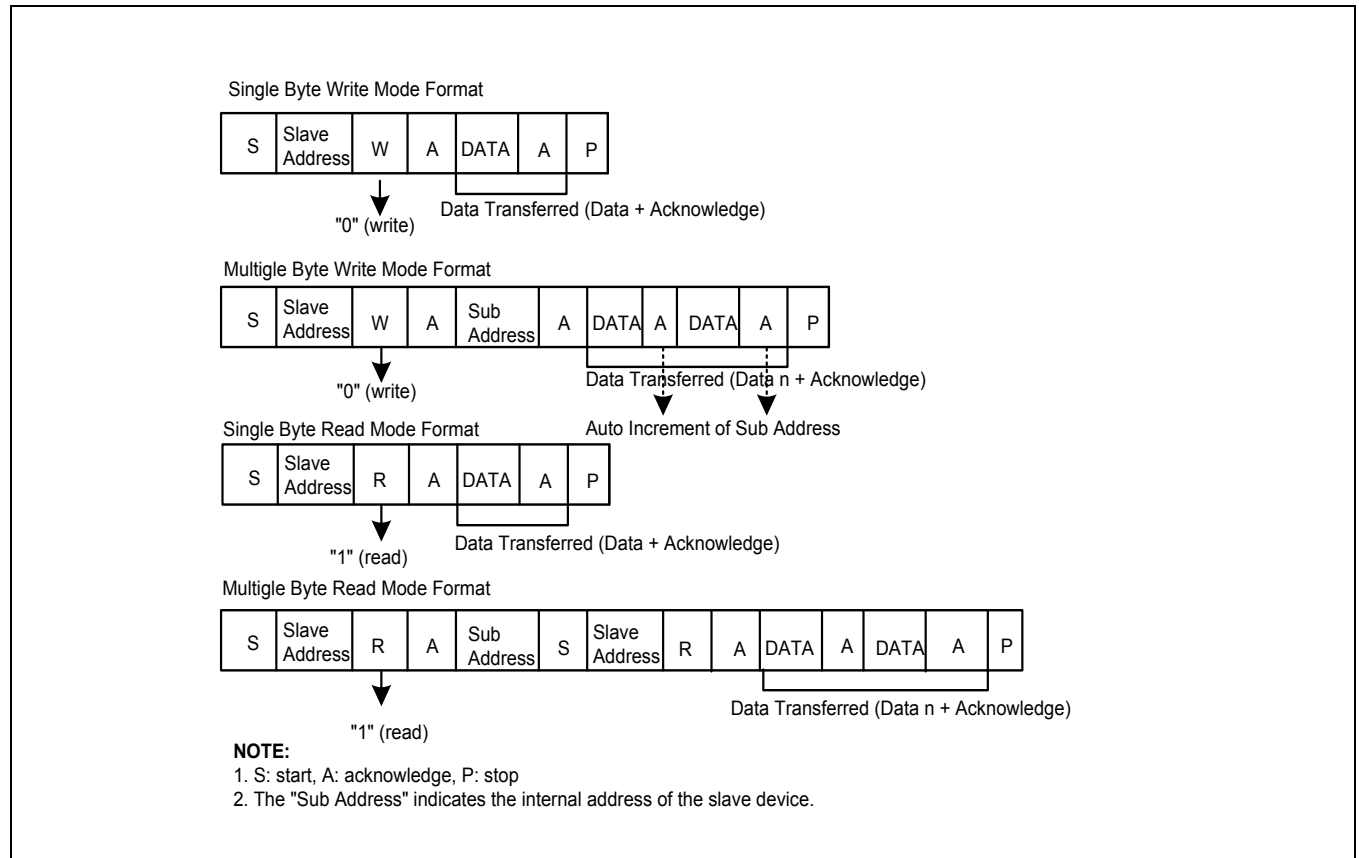 Single Byte Write Mode Format
S Slave Address W A DATA A P
"0" (write)
Data Transferred (Data + Acknowledge)
Multigle Byte Write Mode Format
S Slave Address W A Sub Address A DATA A DATA A P
"0" (write)
Data Transferred (Data n + Acknowledge)
Auto Increment of Sub Address
Single Byte Read Mode Format
S Slave Address R A DATA A P
"1" (read)
Data Transferred (Data + Acknowledge)
Multigle Byte Read Mode Format
S Slave Address R A Sub Address S Slave Address R A DATA A DATA A P
"1" (read)
Data Transferred (Data n + Acknowledge)
NOTE:
1. S: start, A: acknowledge, P: stop
2. The "Sub Address" indicates the internal address of the slave device.